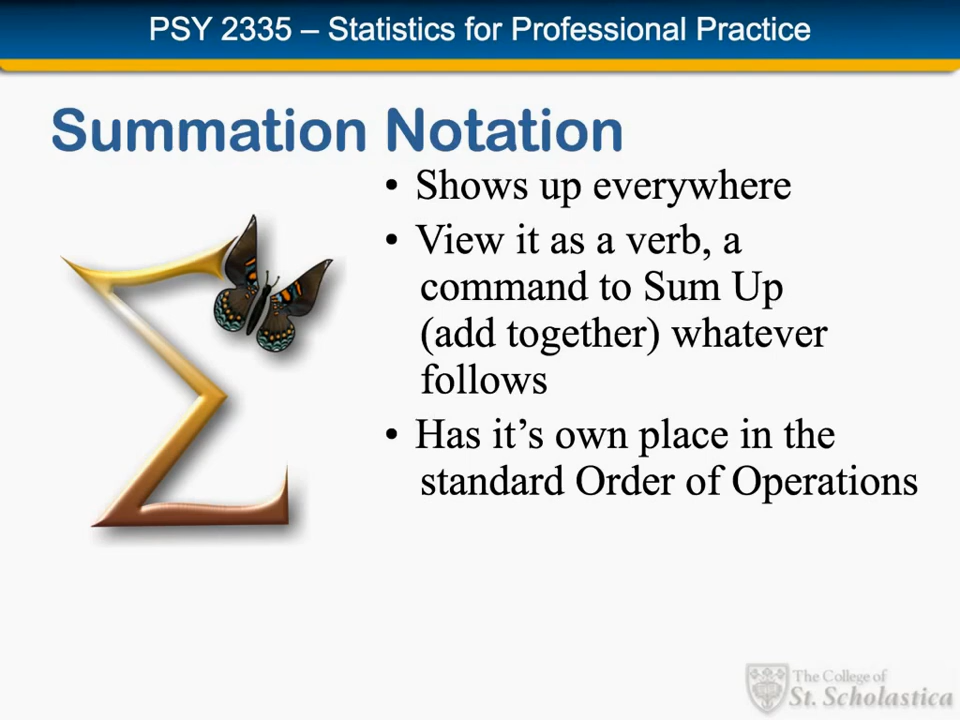 PSY 2335 – Statistics for Professional Practice
Summation Notation
• Shows up everywhere
• View it as a verb, a
command to Sum Up
(add together) whatever
follows
• Has it’s own place in the
standard Order of Operations
Σ
The College of
St. Scholastica